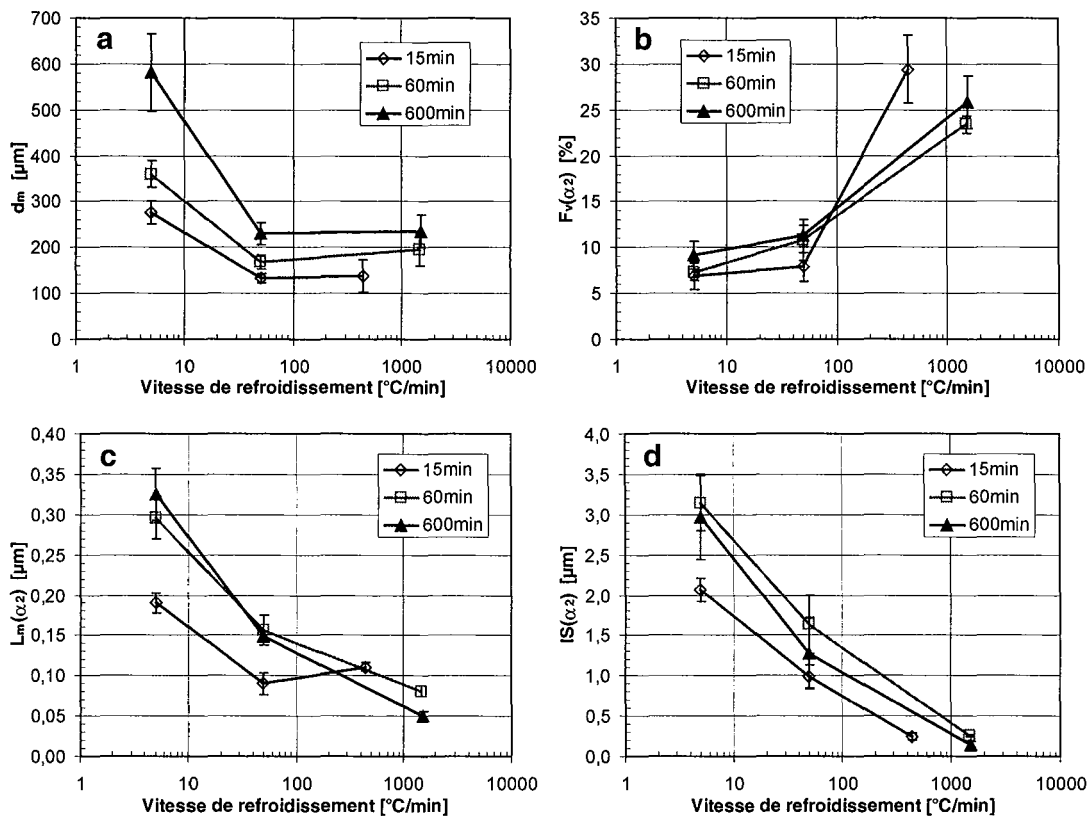 a
15min
60min
600min
dₘ [µm]
700
600
500
400
300
200
100
0
1 10 100 1000 10000
Vitesse de refroidissement [°C/min]
b
15min
60min
600min
Fᵥ(α₂) [%]
35
30
25
20
15
10
5
0
1 10 100 1000 10000
Vitesse de refroidissement [°C/min]
c
15min
60min
600min
Lₘ(α₂) [µm]
0,40
0,35
0,30
0,25
0,20
0,15
0,10
0,05
0,00
1 10 100 1000 10000
Vitesse de refroidissement [°C/min]
d
15min
60min
600min
IS(α₂) [µm]
4,0
3,5
3,0
2,5
2,0
1,5
1,0
0,5
0,0
1 10 100 1000 10000
Vitesse de refroidissement [°C/min]